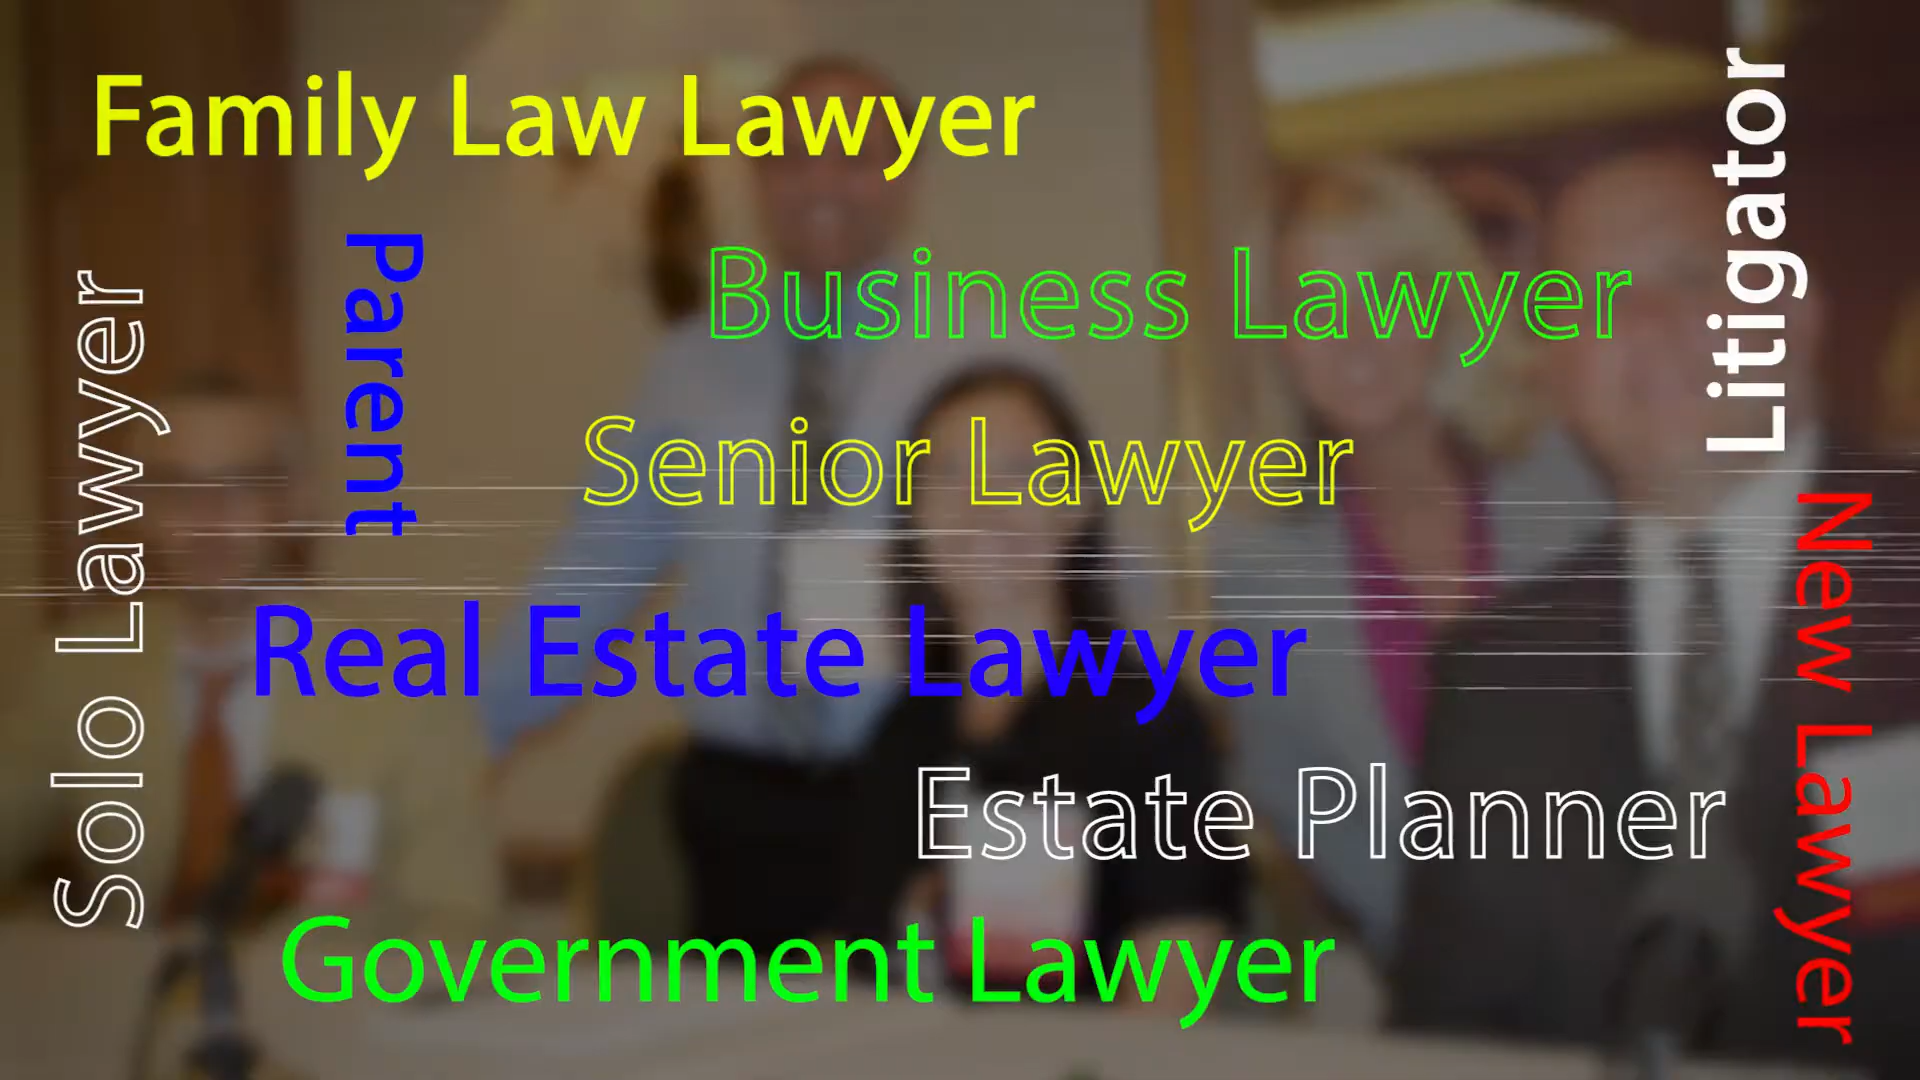 Family Law Lawyer
Litigator
Parent
Business Lawyer
Solo Lawyer
Senior Lawyer
New Lawyer
Real Estate Lawyer
Estate Planner
Government Lawyer